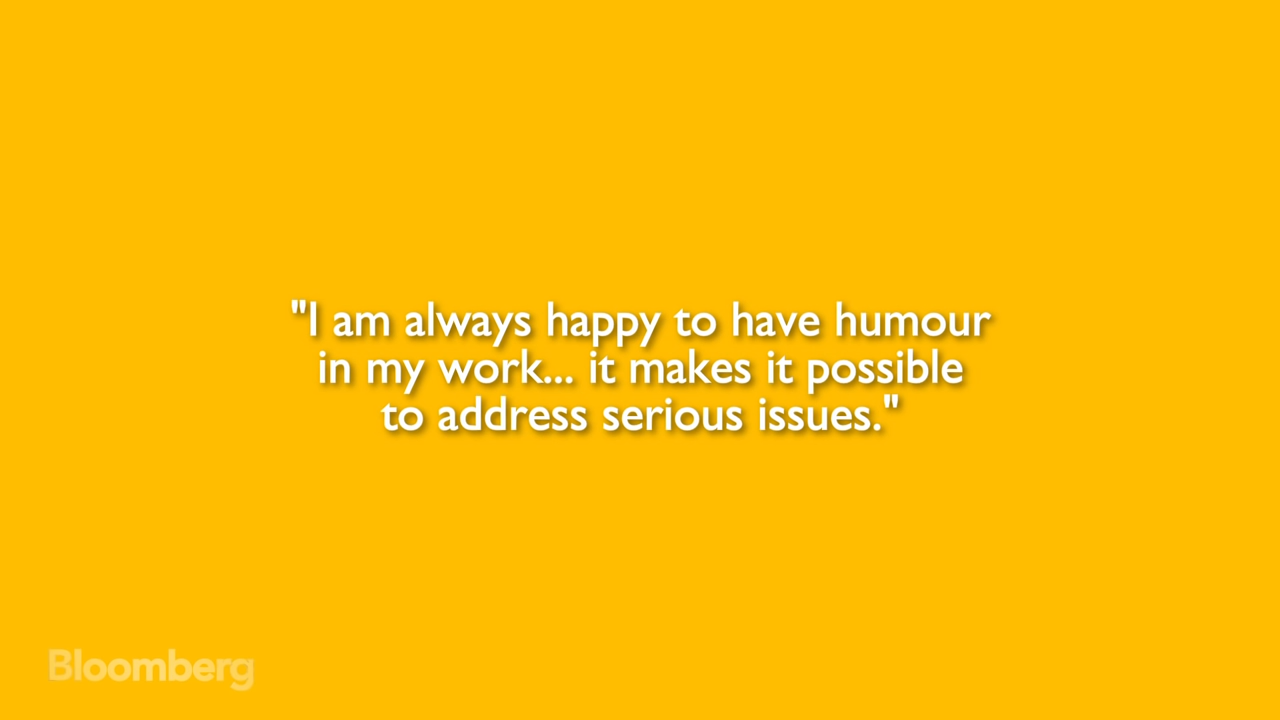 "I am always happy to have humour
in my work... it makes it possible
to address serious issues."
Bloomberg